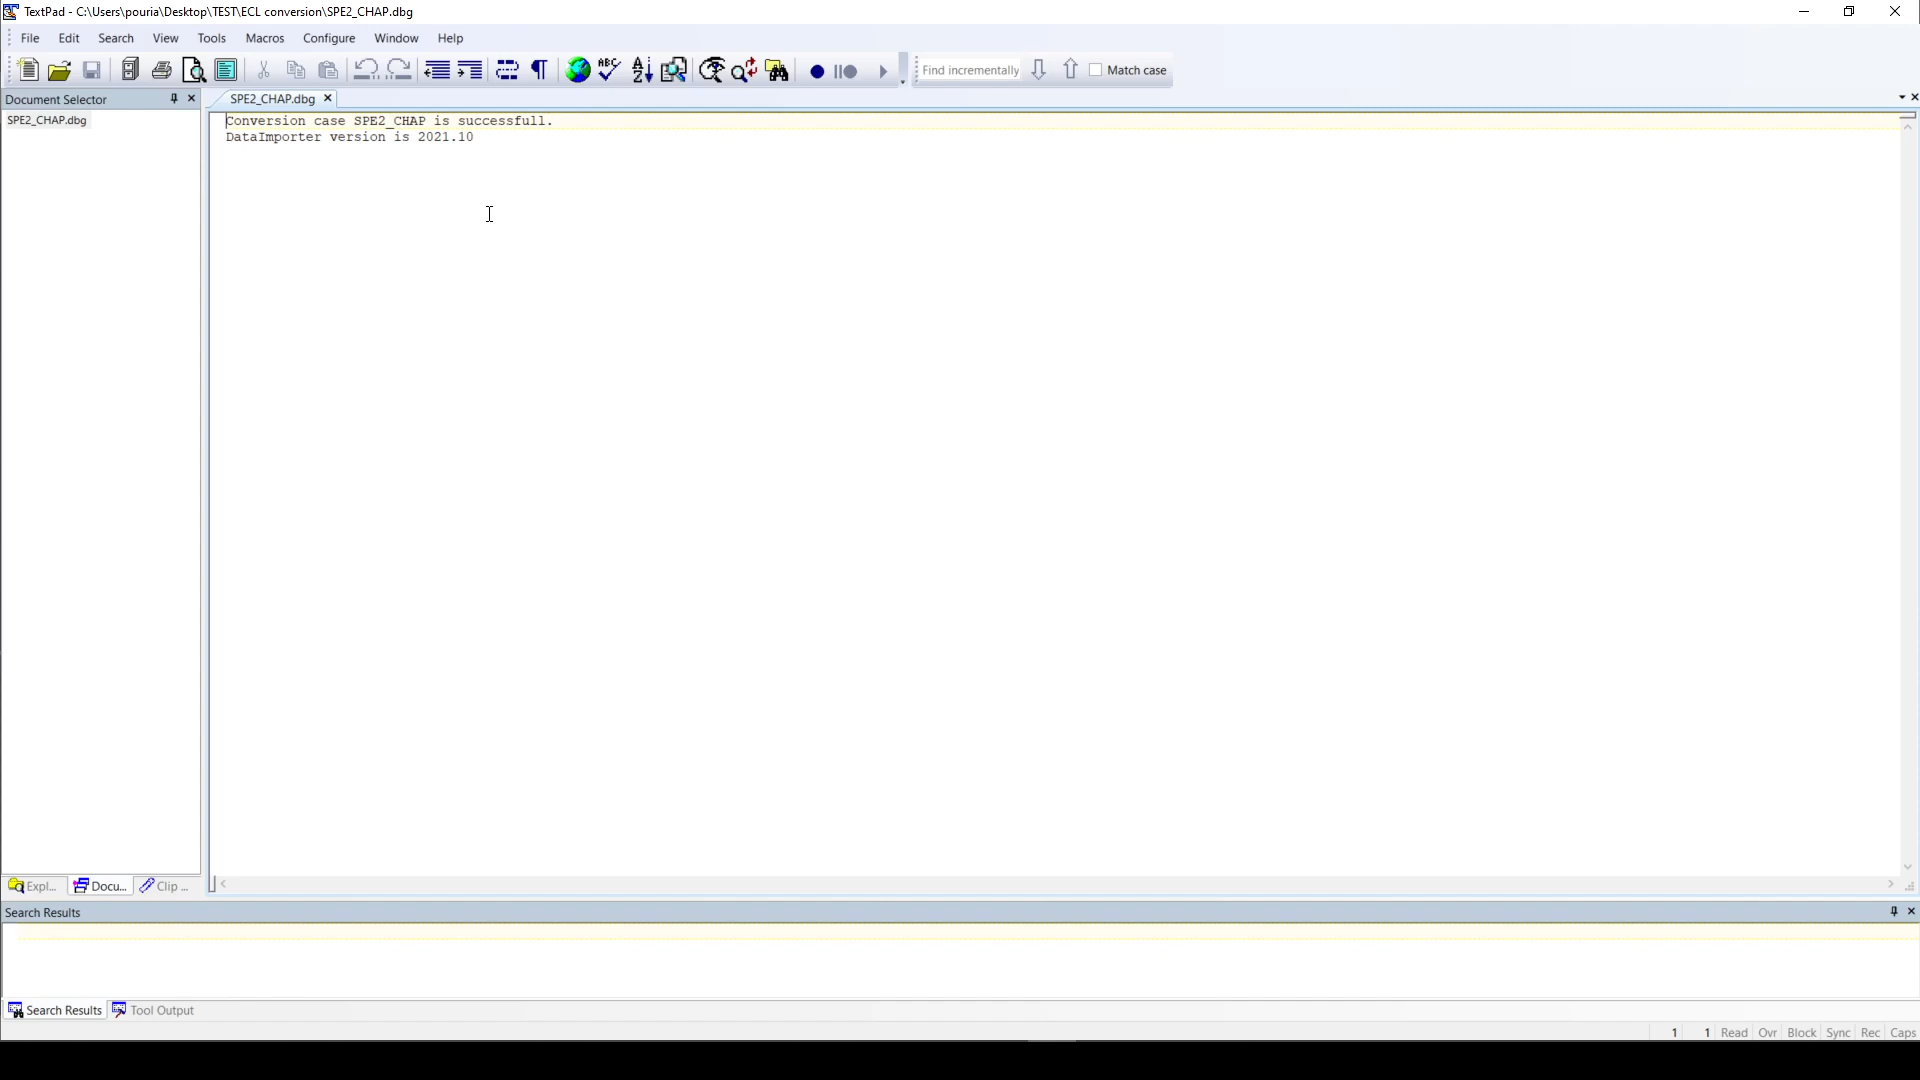 TextPad - C:\Users\pouria\Desktop\TEST\ECL conversion\SPE2_CHAP.dbg
File Edit Search View Tools Macros Configure Window Help
Find incrementally Match case
Document Selector
SPE2_CHAP.dbg
SPE2_CHAP.dbg
Conversion case SPE2_CHAP is successfull.
DataImporter version is 2021.10
Expl... Docu... Clip ...
Search Results
Search Results Tool Output
1 1 Read Ovr Block Sync Rec Caps